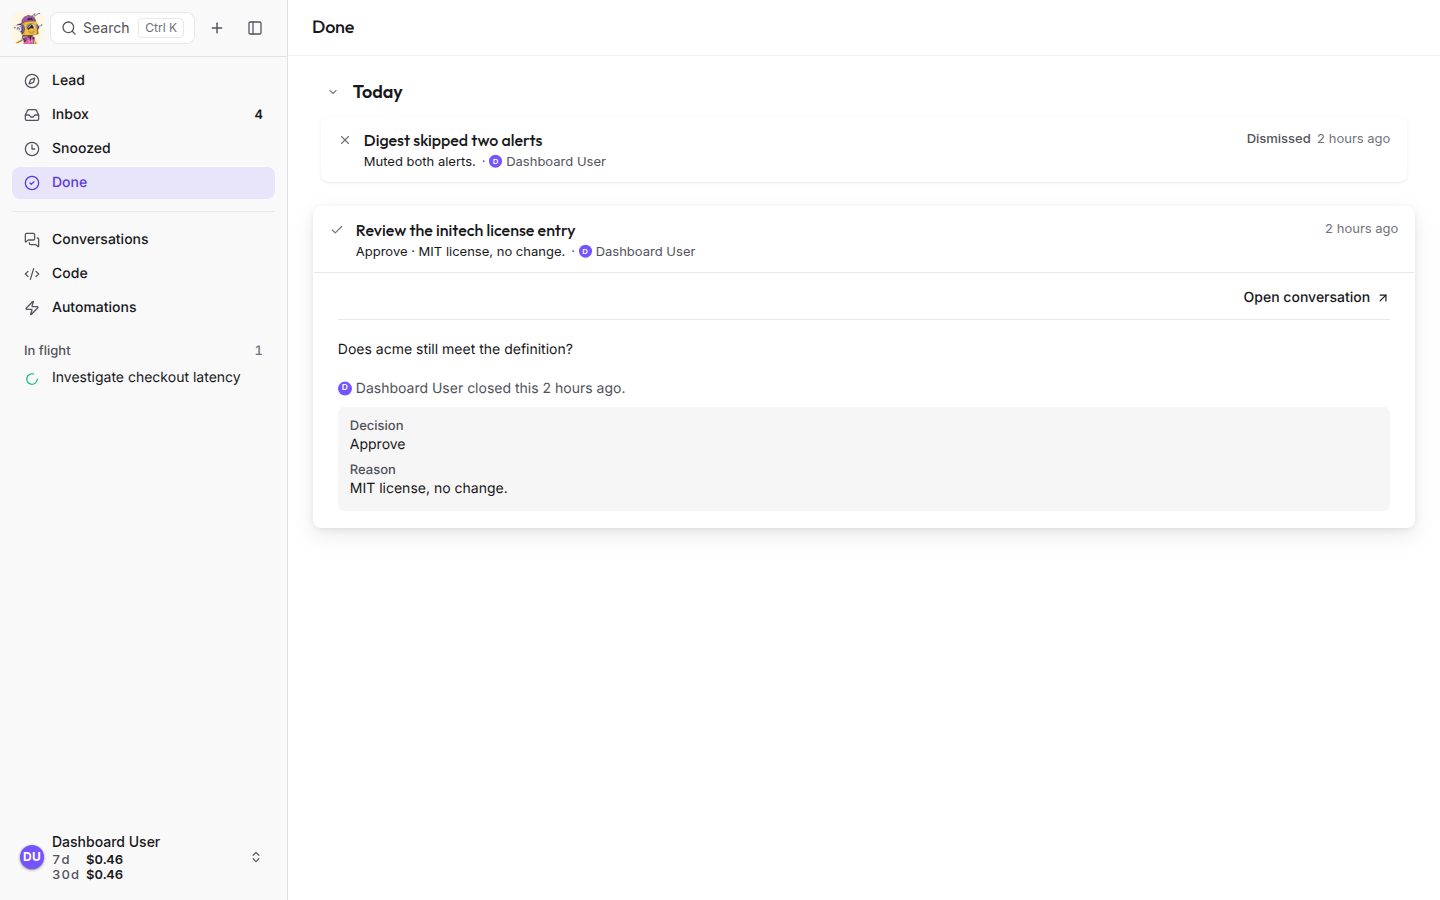 Search Ctrl K
Lead
Inbox 4
Snoozed
Done
Conversations
Code
Automations
In flight 1
Investigate checkout latency
Dashboard User
DU
7d $0.46
30d $0.46
Done
Today
Digest skipped two alerts
Dismissed 2 hours ago
Muted both alerts. · D Dashboard User
Review the initech license entry
2 hours ago
Approve · MIT license, no change. · D Dashboard User
Open conversation
Does acme still meet the definition?
D Dashboard User closed this 2 hours ago.
Decision
Approve
Reason
MIT license, no change.